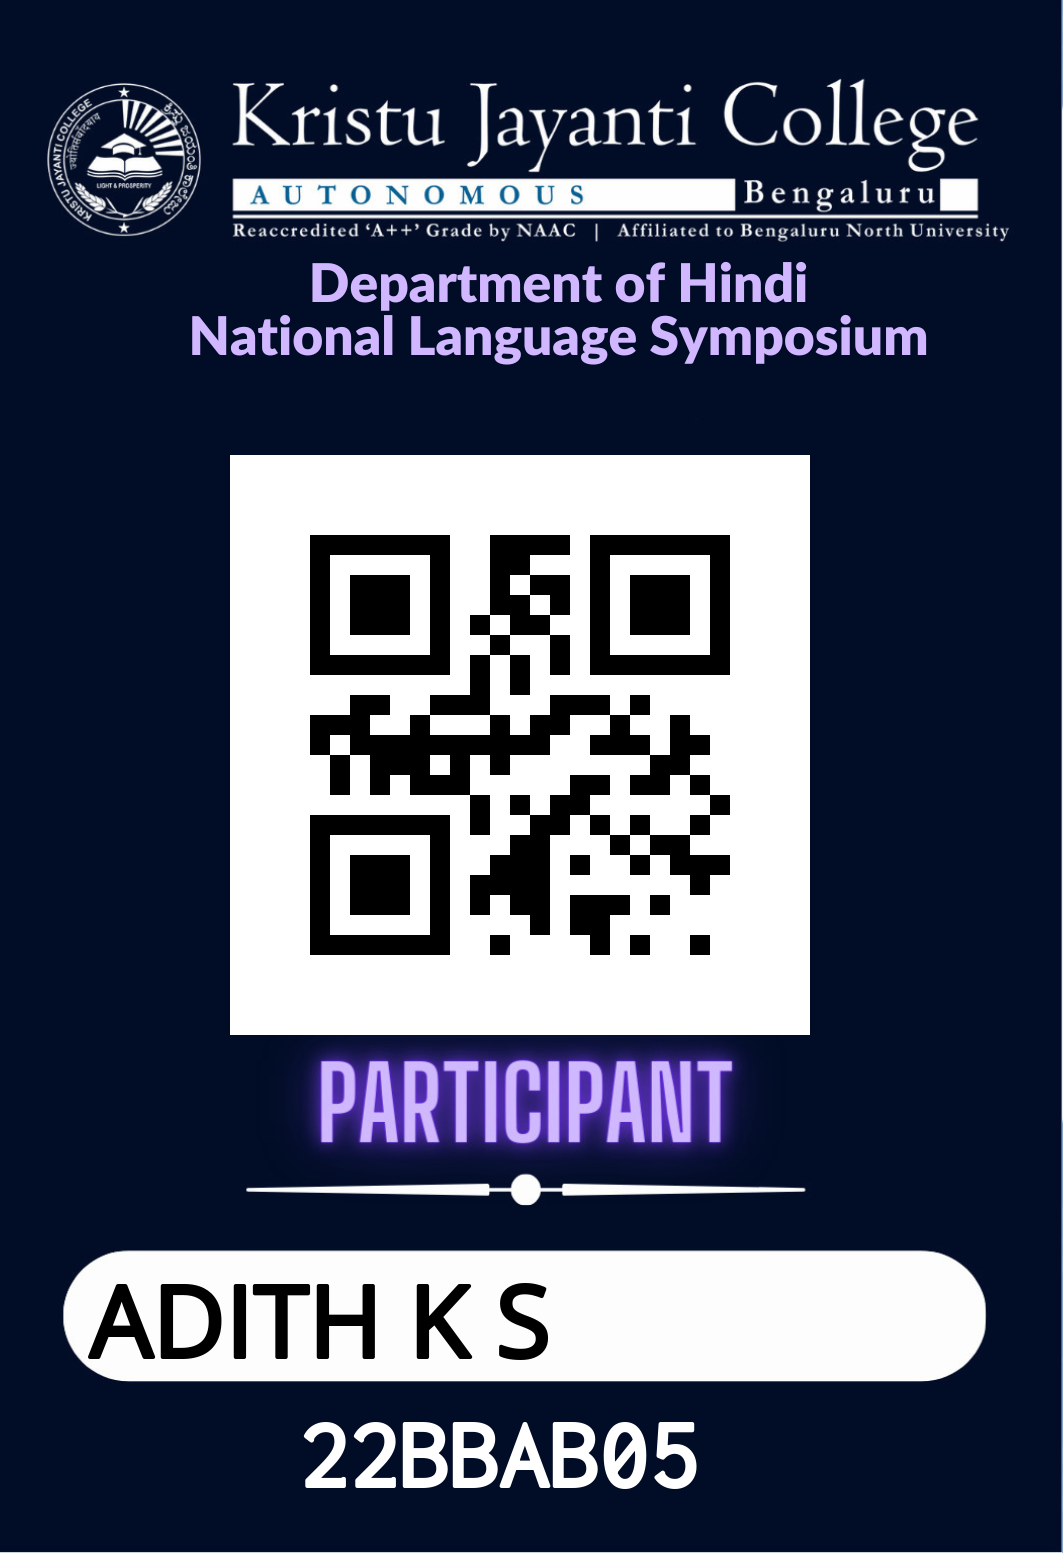 Kristu Jayanti College
AUTONOMOUS Bengaluru
Reaccredited ‘A++’ Grade by NAAC | Affiliated to Bengaluru North University
KRISTU JAYANTI COLLEGE
LIGHT & PROSPERITY
Department of Hindi
National Language Symposium
PARTICIPANT
ADITH K S
22BBAB05